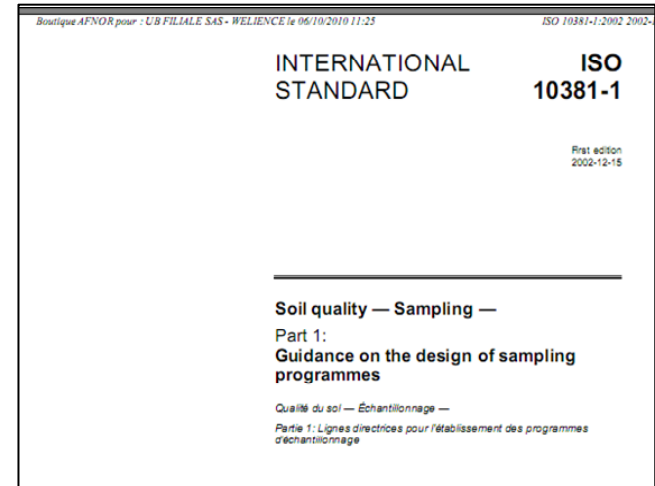 Boutique AFNOR pour : UB FILIALE SAS - WELIENCE le 06/10/2010 11:25 ISO 10381-1:2002 2002-1
INTERNATIONAL ISO
STANDARD 10381-1
First edition
2002-12-15
Soil quality — Sampling —
Part 1:
Guidance on the design of sampling
programmes
Qualité du sol — Échantillonnage —
Partie 1: Lignes directrices pour l'établissement des programmes
d'échantillonnage